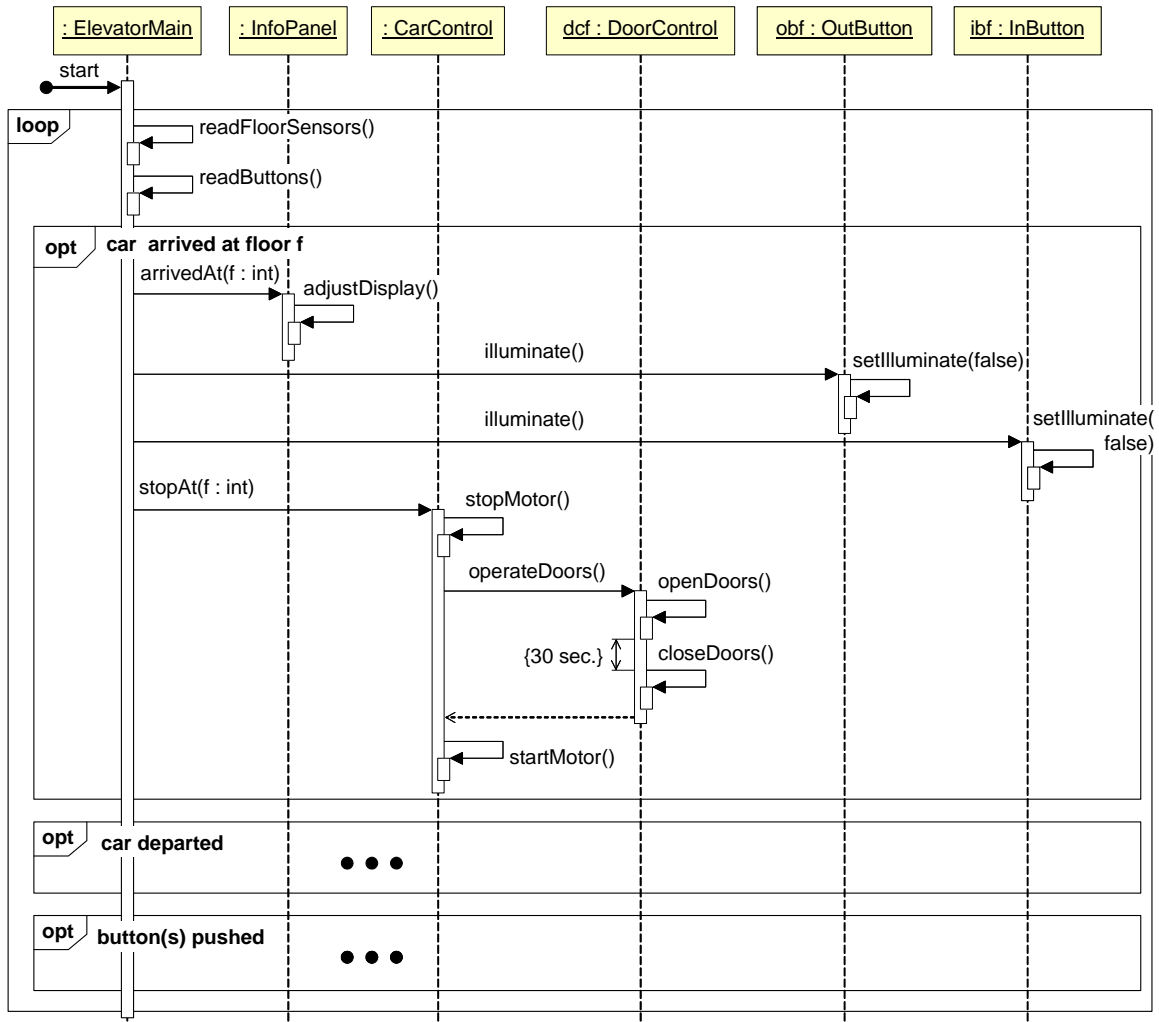 : ElevatorMain
: InfoPanel
: CarControl
dcf : DoorControl
obf : OutButton
ibf : InButton
start
loop
readFloorSensors()
readButtons()
opt
car arrived at floor f
arrivedAt(f : int)
adjustDisplay()
illuminate()
setIlluminate(false)
illuminate()
setIlluminate(
false)
stopAt(f : int)
stopMotor()
operateDoors()
openDoors()
{30 sec.}
closeDoors()
startMotor()
opt
car departed
opt
button(s) pushed